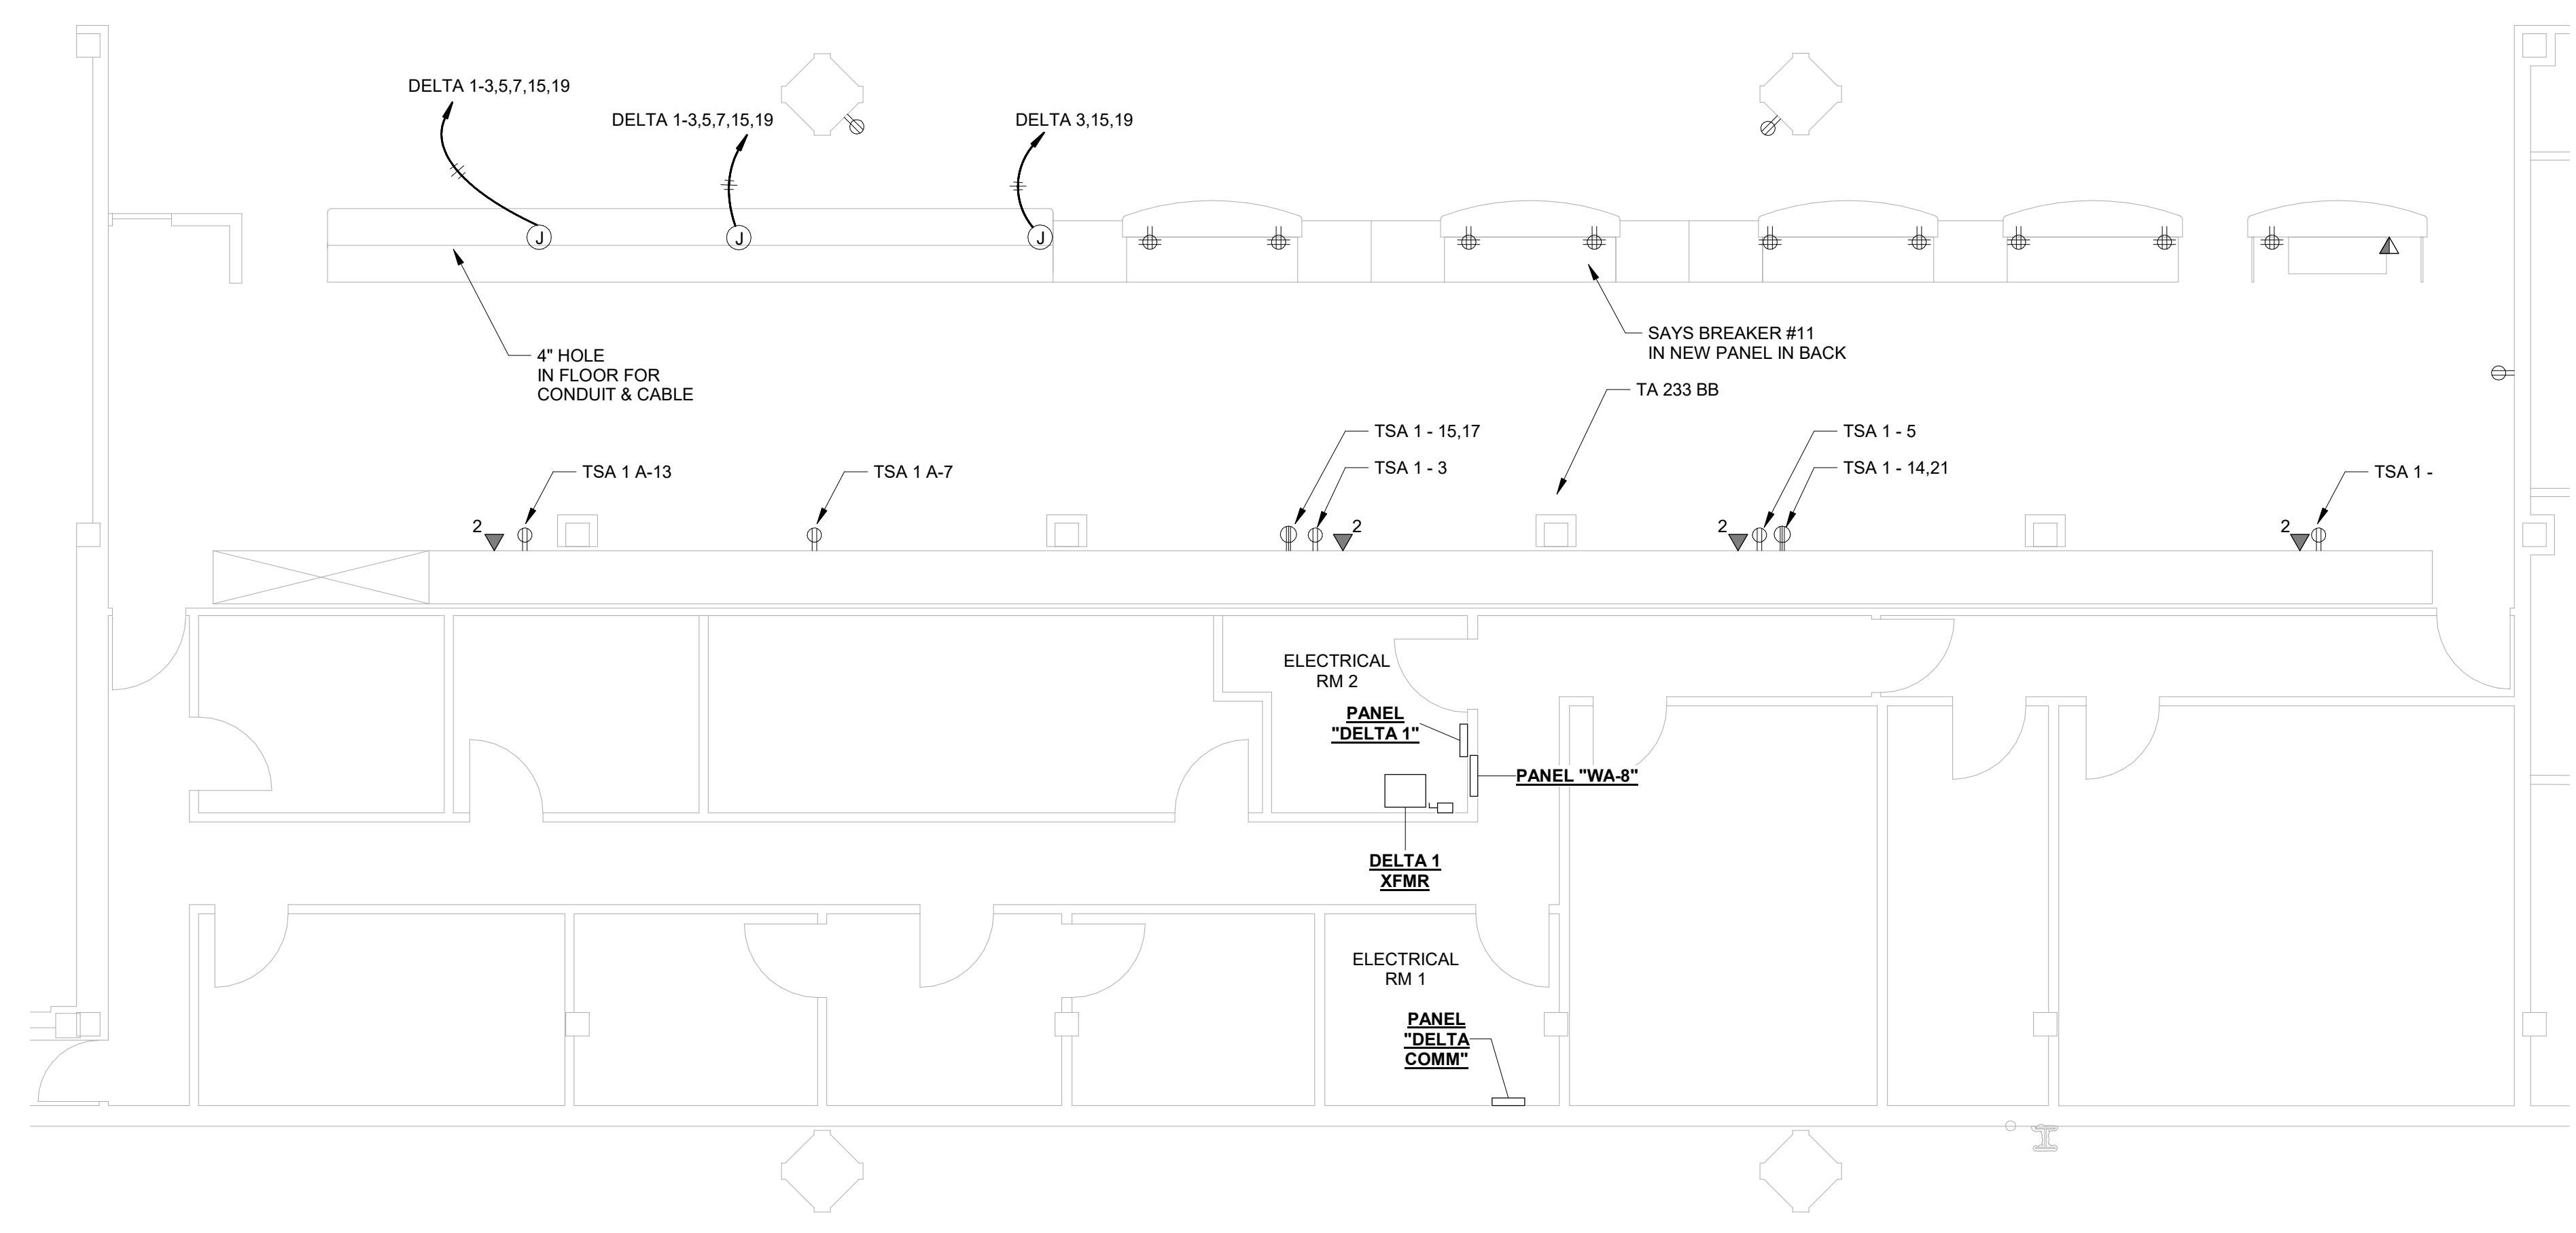 DELTA 1-3,5,7,15,19
DELTA 1-3,5,7,15,19
DELTA 3,15,19
J
J
J
4" HOLE
IN FLOOR FOR
CONDUIT & CABLE
SAYS BREAKER #11
IN NEW PANEL IN BACK
TA 233 BB
TSA 1 A-13
TSA 1 A-7
TSA 1 - 15,17
TSA 1 - 3
TSA 1 - 5
TSA 1 - 14,21
TSA 1 -
2
2
2
2
ELECTRICAL
RM 2
PANEL
"DELTA 1"
PANEL "WA-8"
DELTA 1
XFMR
ELECTRICAL
RM 1
PANEL
"DELTA
COMM"